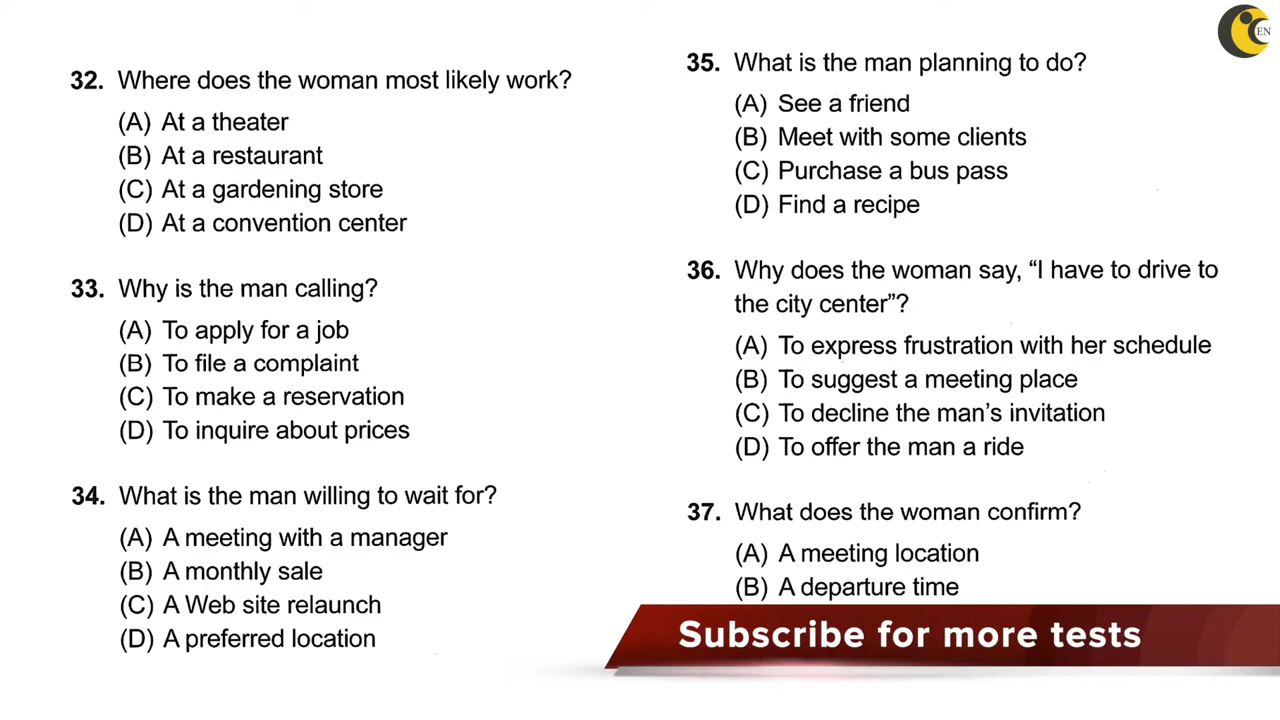 32. Where does the woman most likely work?
(A) At a theater
(B) At a restaurant
(C) At a gardening store
(D) At a convention center
33. Why is the man calling?
(A) To apply for a job
(B) To file a complaint
(C) To make a reservation
(D) To inquire about prices
34. What is the man willing to wait for?
(A) A meeting with a manager
(B) A monthly sale
(C) A Web site relaunch
(D) A preferred location
35. What is the man planning to do?
(A) See a friend
(B) Meet with some clients
(C) Purchase a bus pass
(D) Find a recipe
36. Why does the woman say, “I have to drive to
the city center”?
(A) To express frustration with her schedule
(B) To suggest a meeting place
(C) To decline the man’s invitation
(D) To offer the man a ride
37. What does the woman confirm?
(A) A meeting location
(B) A departure time
Subscribe for more tests
EN